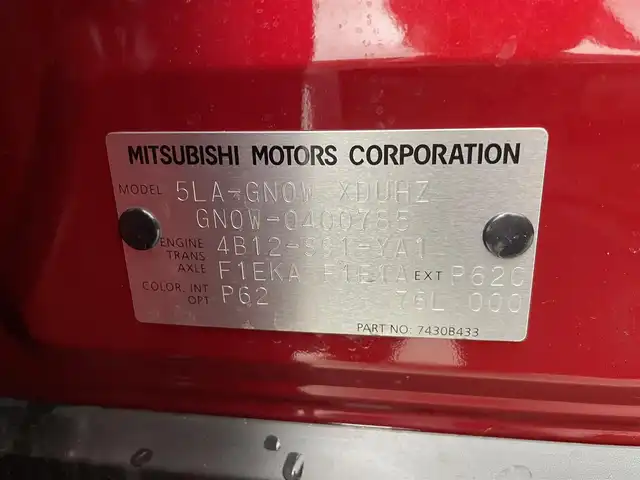 MITSUBISHI MOTORS CORPORATION
MODEL 5LA-GN0W XDUHZ
GN0W-0400785
ENGINE 4B12-S91-YA1
TRANS AXLE F1EKA F1E1A EXT P62C
COLOR, INT OPT P62 76L 000
PART NO: 7430B433